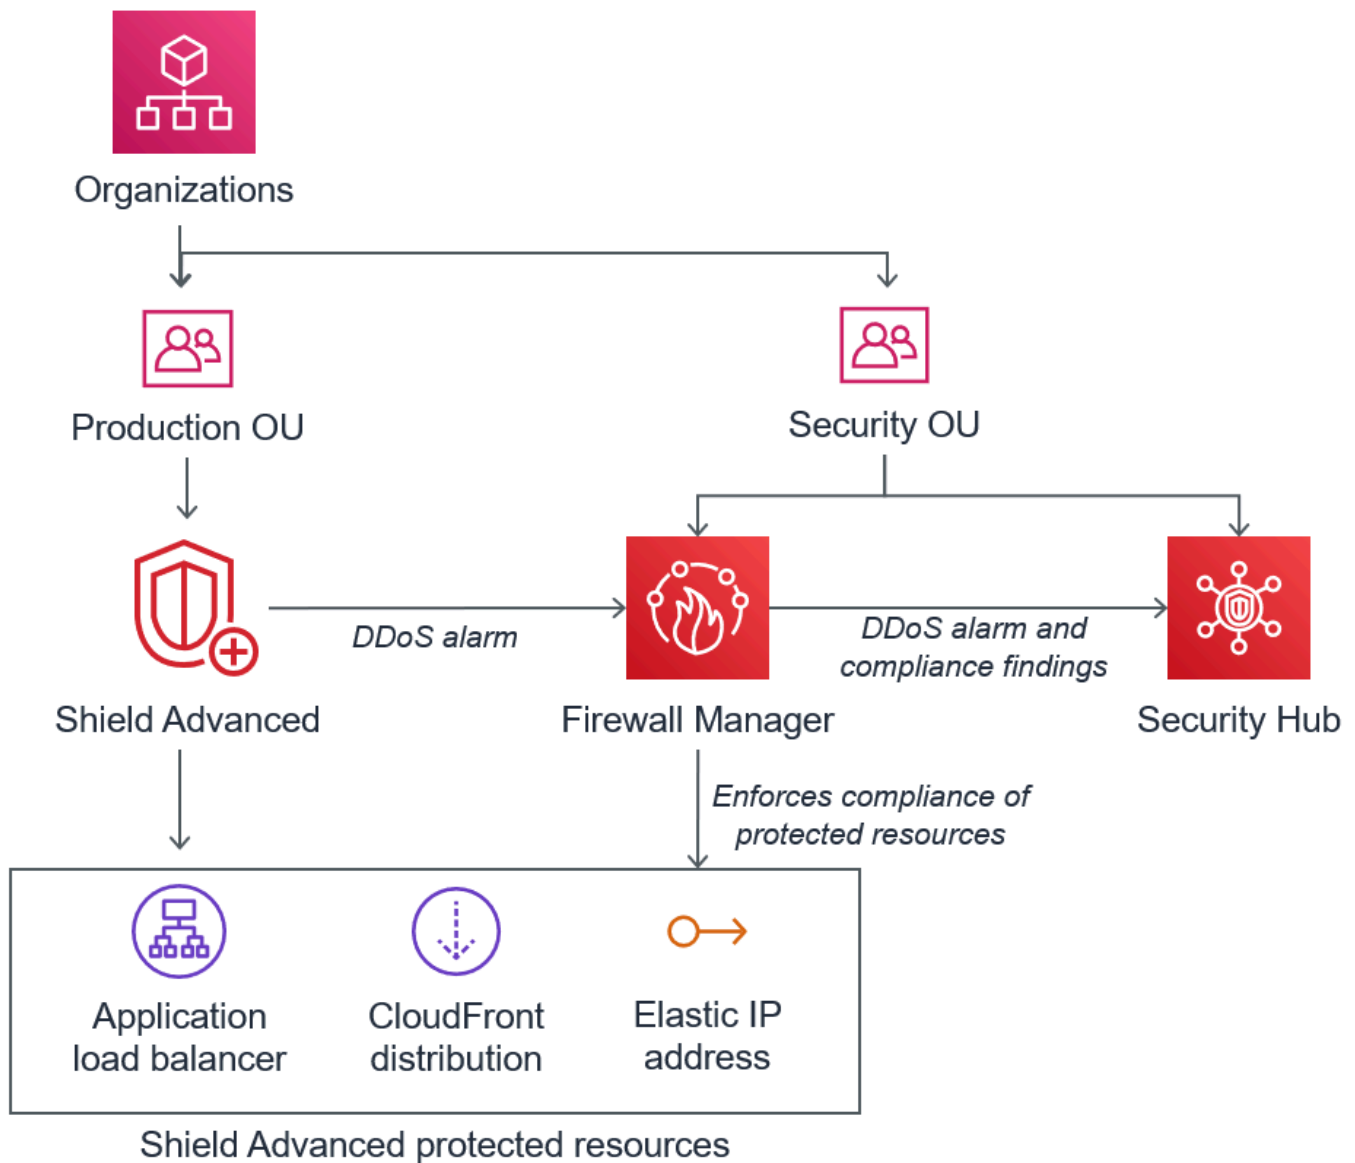 Organizations
Production OU
Security OU
DDoS alarm
DDoS alarm and
compliance findings
Shield Advanced
Firewall Manager
Security Hub
Enforces compliance of
protected resources
Application
load balancer
CloudFront
distribution
Elastic IP
address
Shield Advanced protected resources